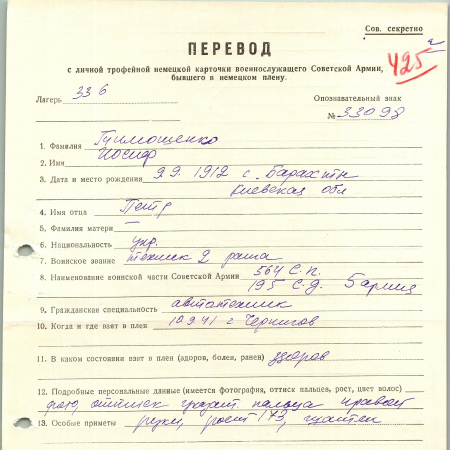 Сов. секретно
ПЕРЕВОД
425а
с личной трофейной немецкой карточки военнослужащего Советской Армии,
бывшего в немецком плену.
Лагерь 336
Опознавательный знак
№ 33098
1. Фамилия Тимошенко
2. Имя Иосиф
3. Дата и место рождения 9.9.1912 с. Барахти
Киевская обл
4. Имя отца Петр
5. Фамилия матери —
6. Национальность укр.
7. Воинское звание техник 2 ранга
8. Наименование воинской части Советской Армии 564 С.п.
195 С.Д. 5 армия
9. Гражданская специальность автотехник
10. Когда и где взят в плен 10 9 41 г Чернигов
11. В каком состоянии взят в плен (здоров, болен, ранен) здоров
12. Подробные персональные данные (имеется фотография, оттиск пальцев, рост, цвет волос)
фото, оттиск указат. пальца правой
13. Особые приметы руки, рост 173, шатен